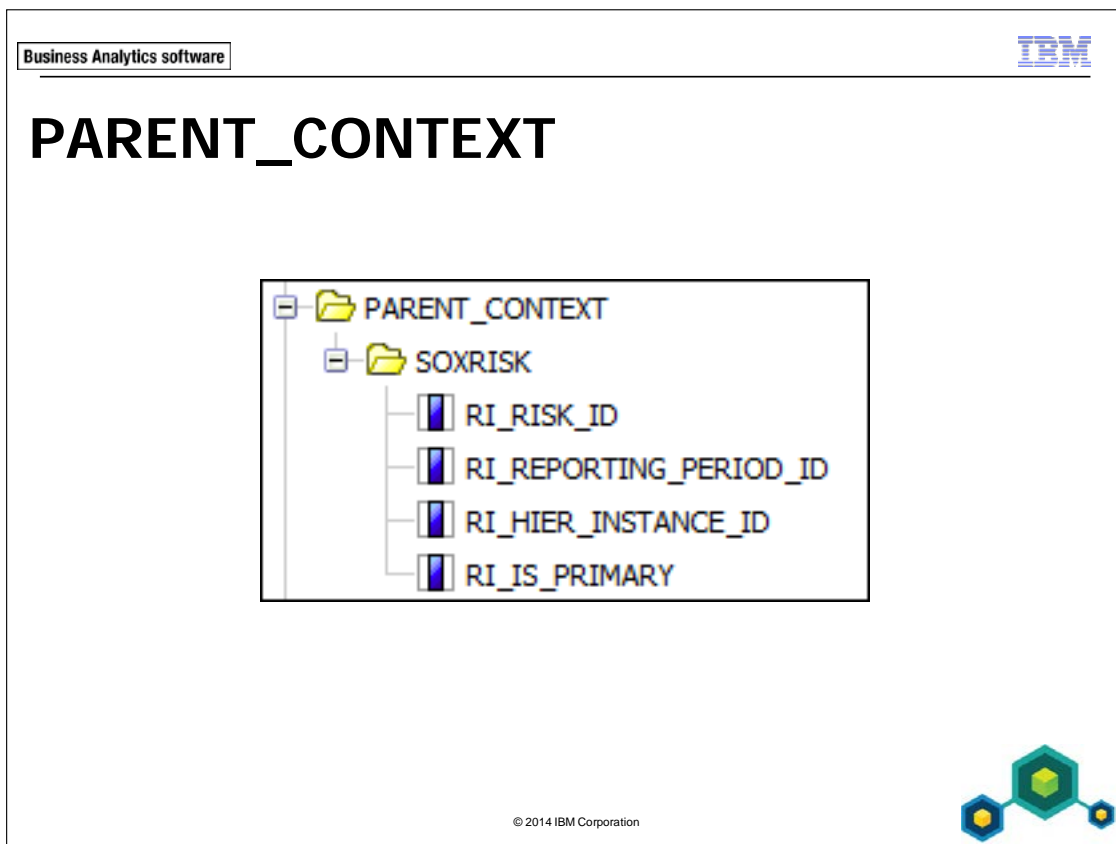 Business Analytics software
IBM
PARENT_CONTEXT
PARENT_CONTEXT
SOXRISK
RI_RISK_ID
RI_REPORTING_PERIOD_ID
RI_HIER_INSTANCE_ID
RI_IS_PRIMARY
© 2014 IBM Corporation